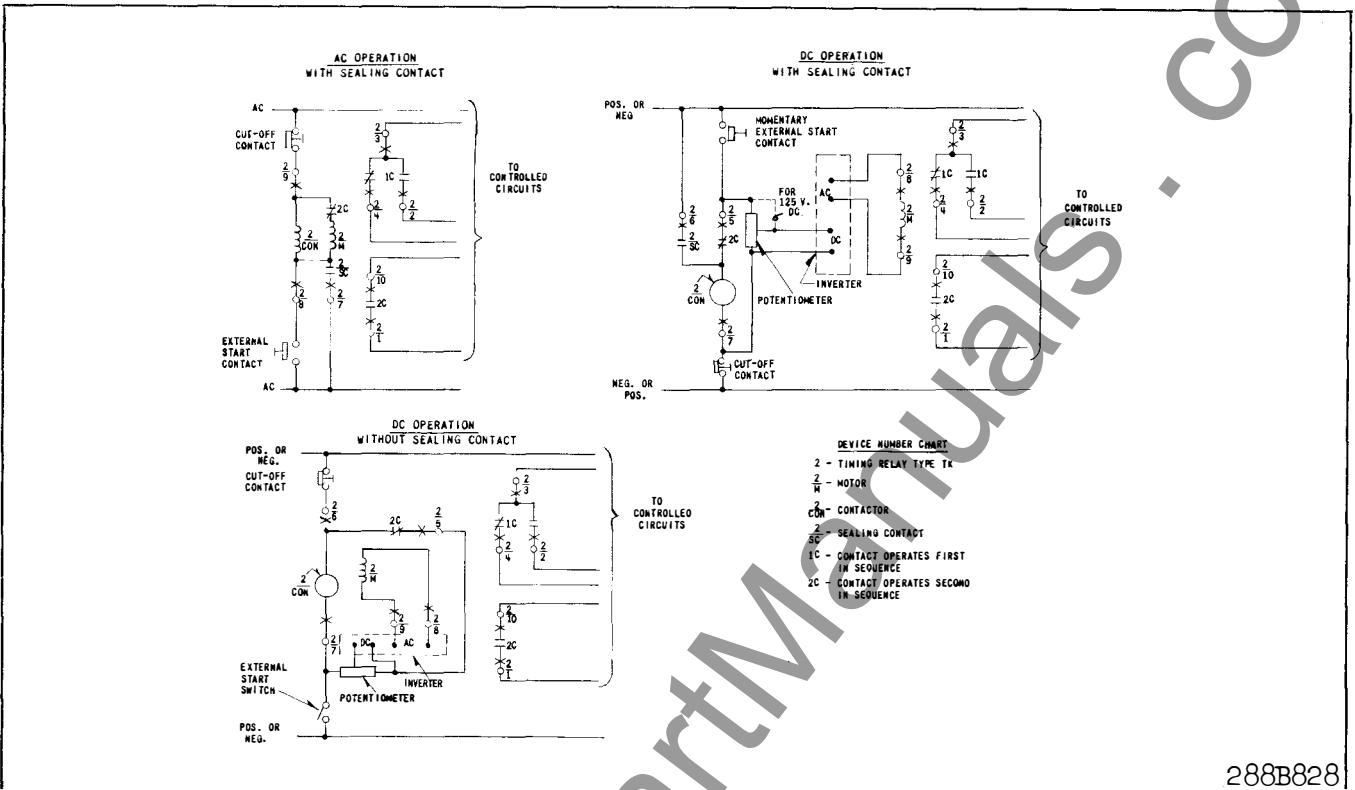 AC OPERATION
WITH SEALING CONTACT
AC
CUT-OFF
CONTACT
2
9
2
3
1C
2
4
2
2
2C
2
CON
2
M
2
SC
2
8
2
7
2
10
2C
2
1
EXTERNAL
START
CONTACT
AC
TO
CONTROLLED
CIRCUITS
DC OPERATION
WITH SEALING CONTACT
POS. OR
NEG
MOMENTARY
EXTERNAL START
CONTACT
2
6
2
SC
2
5
2C
FOR
125 V.
DC.
AC
DC
2
8
2
M
2
9
2
3
1C
1C
2
4
2
2
2
10
2C
2
1
INVERTER
POTENTIOMETER
2
CON
2
7
CUT-OFF
CONTACT
NEG. OR
POS.
TO
CONTROLLED
CIRCUITS
DC OPERATION
WITHOUT SEALING CONTACT
POS. OR
NEG.
CUT-OFF
CONTACT
2
6
2C
2
5
2
CON
2
M
2
9
2
8
2
7
DC
AC
INVERTER
POTENTIOMETER
EXTERNAL
START
SWITCH
POS. OR
NEG.
2
3
1C
2
4
2
2
2
10
2C
2
1
TO
CONTROLLED
CIRCUITS
DEVICE NUMBER CHART
2 - TIMING RELAY TYPE TK
2
M - MOTOR
2
CON - CONTACTOR
2
SC - SEALING CONTACT
1C - CONTACT OPERATES FIRST
IN SEQUENCE
2C - CONTACT OPERATES SECOND
IN SEQUENCE
288B828